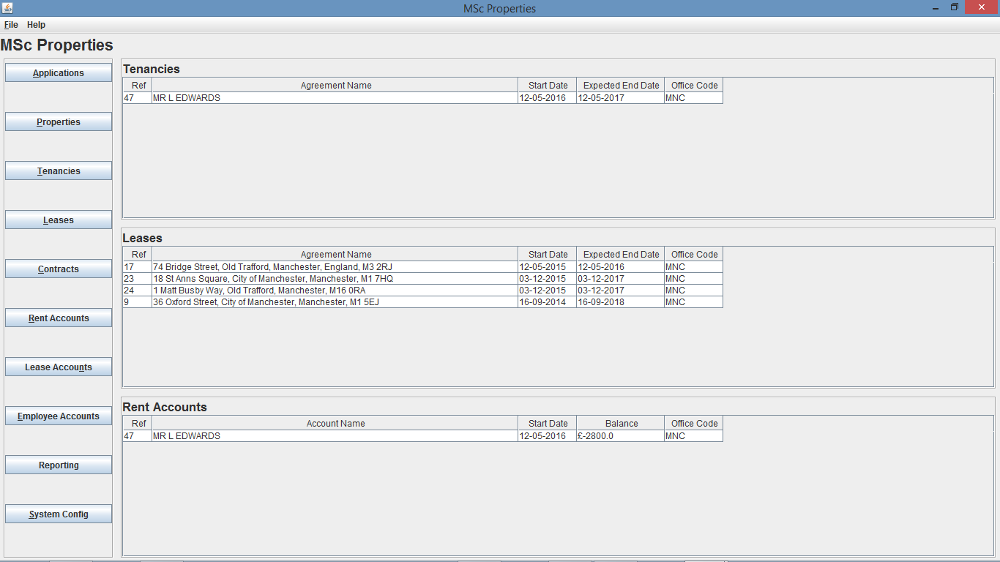 MSc Properties
File Help
MSc Properties
Applications
Properties
Tenancies
Leases
Contracts
Rent Accounts
Lease Accounts
Employee Accounts
Reporting
System Config
Tenancies
Ref Agreement Name Start Date Expected End Date Office Code
47 MR L EDWARDS 12-05-2016 12-05-2017 MNC
Leases
Ref Agreement Name Start Date Expected End Date Office Code
17 74 Bridge Street, Old Trafford, Manchester, England, M3 2RJ 12-05-2015 12-05-2016 MNC
23 18 St Anns Square, City of Manchester, Manchester, M1 7HQ 03-12-2015 03-12-2017 MNC
24 1 Matt Busby Way, Old Trafford, Manchester, M16 0RA 03-12-2015 03-12-2017 MNC
9 36 Oxford Street, City of Manchester, Manchester, M1 5EJ 16-09-2014 16-09-2018 MNC
Rent Accounts
Ref Account Name Start Date Balance Office Code
47 MR L EDWARDS 12-05-2016 £-2800.0 MNC